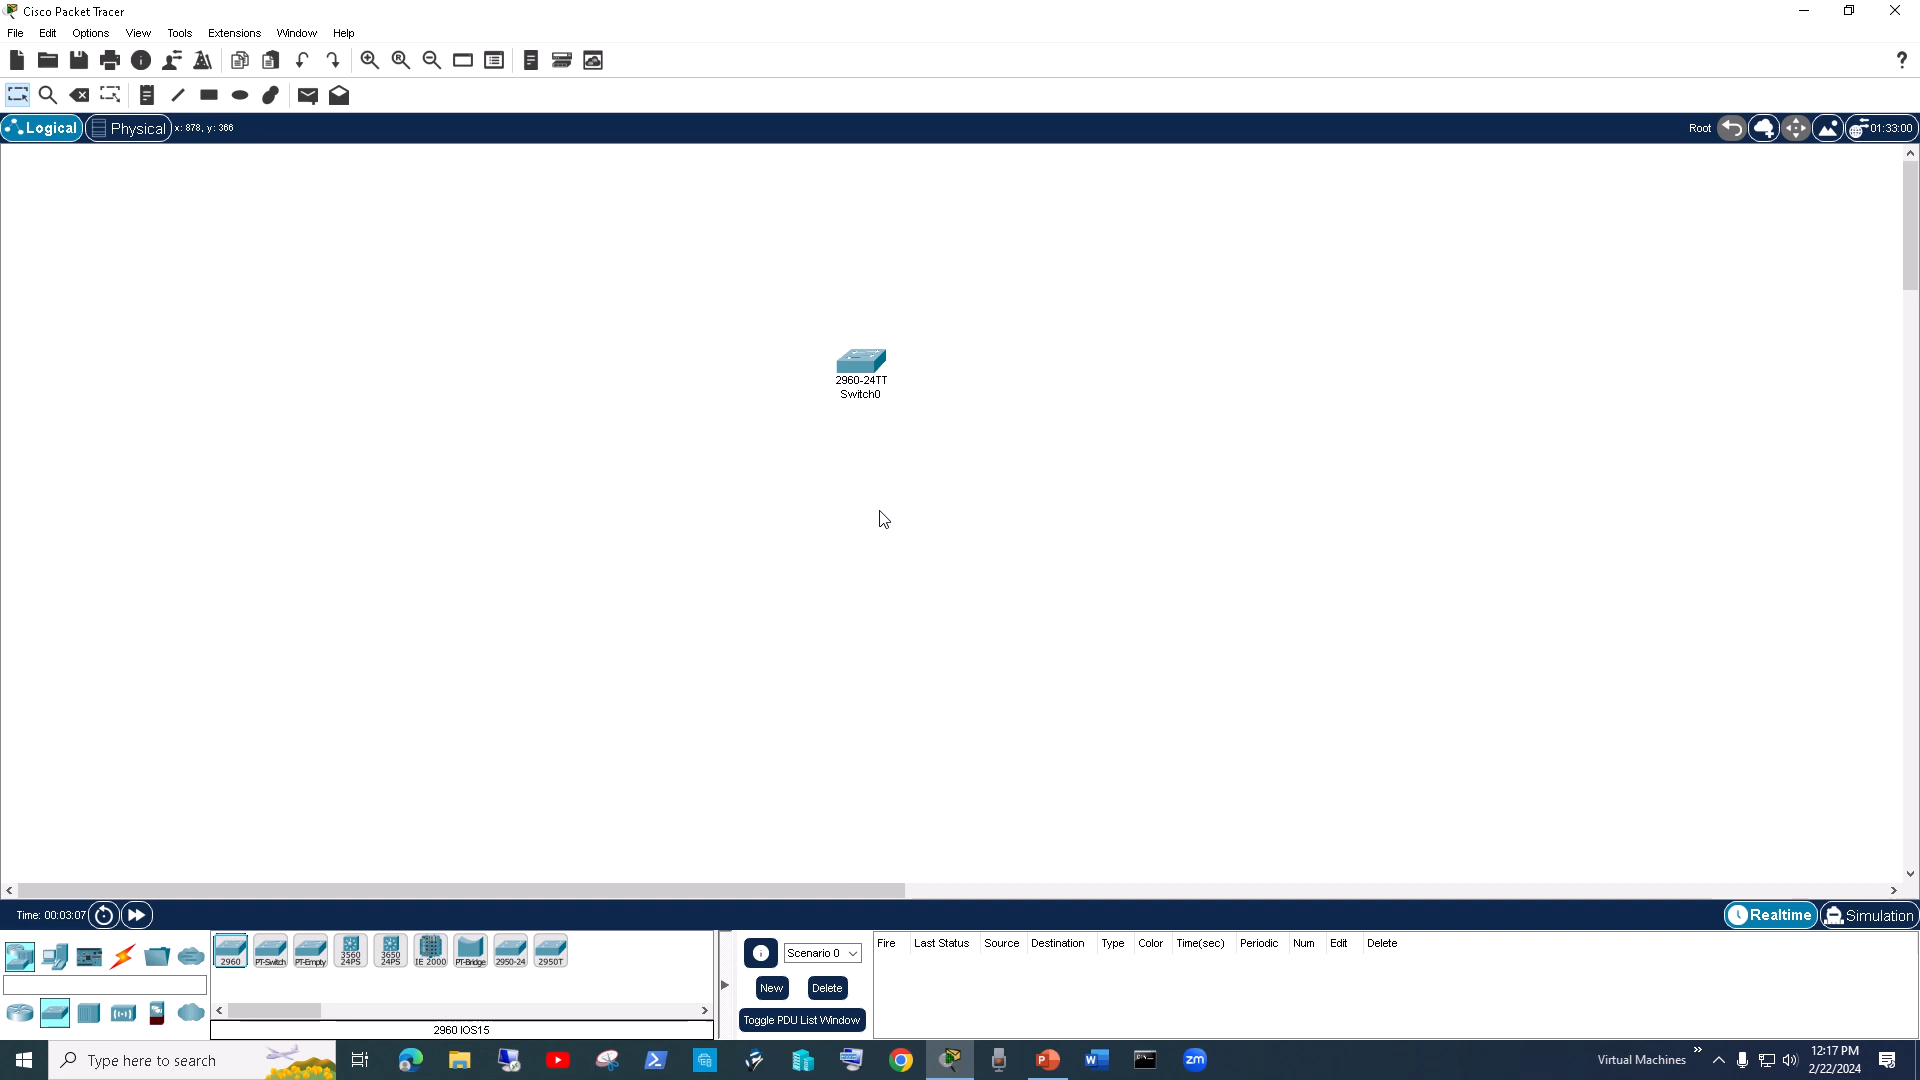 Cisco Packet Tracer
File Edit Options View Tools Extensions Window Help
?
Logical Physical x: 878, y: 366 Root 01:33:00
2960-24TT
Switch0
Time: 00:03:07 Realtime Simulation
2960 PT-Switch PT-Empty 3560 24PS 3650 24PS IE 2000 PT-Bridge 2950-24 2950T
2960 IOS15
Scenario 0
New Delete
Toggle PDU List Window
Fire Last Status Source Destination Type Color Time(sec) Periodic Num Edit Delete
Type here to search
zm
Virtual Machines
12:17 PM
2/22/2024